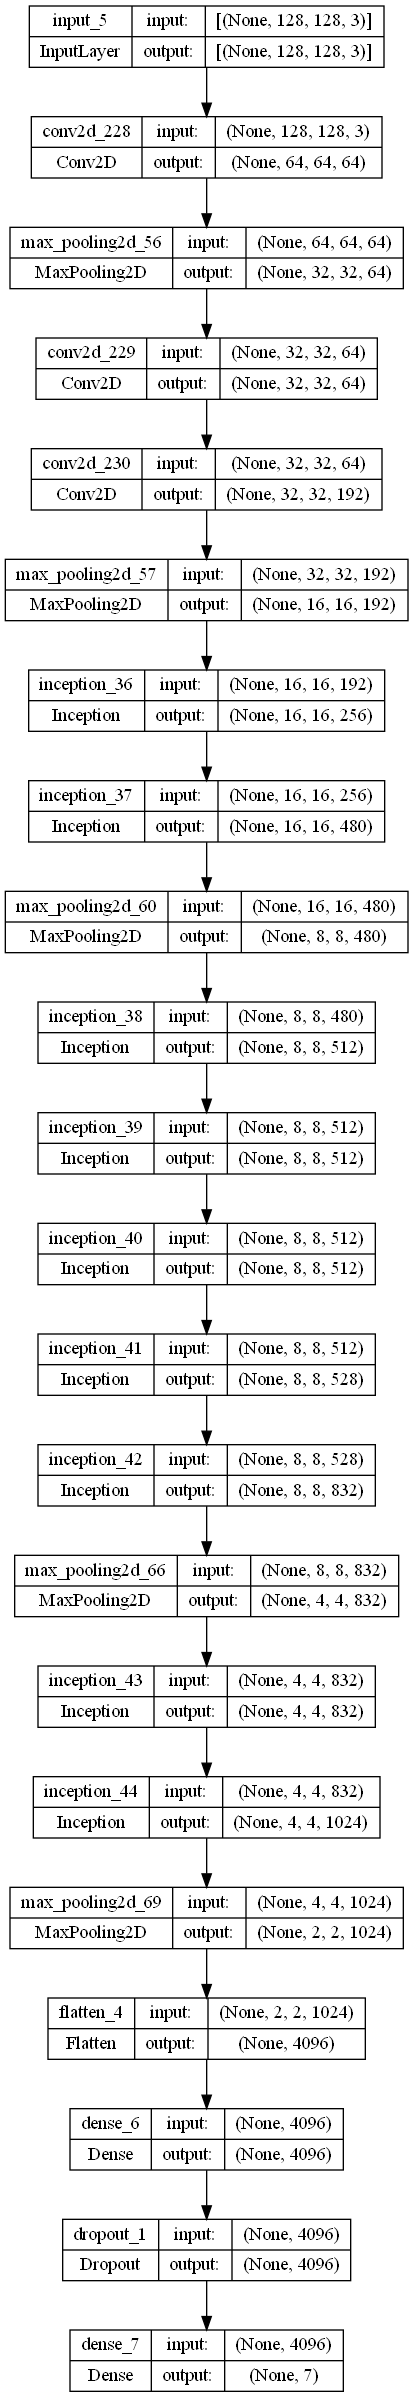 input_5 input: [(None, 128, 128, 3)]
InputLayer output: [(None, 128, 128, 3)]
conv2d_228 input: (None, 128, 128, 3)
Conv2D output: (None, 64, 64, 64)
max_pooling2d_56 input: (None, 64, 64, 64)
MaxPooling2D output: (None, 32, 32, 64)
conv2d_229 input: (None, 32, 32, 64)
Conv2D output: (None, 32, 32, 64)
conv2d_230 input: (None, 32, 32, 64)
Conv2D output: (None, 32, 32, 192)
max_pooling2d_57 input: (None, 32, 32, 192)
MaxPooling2D output: (None, 16, 16, 192)
inception_36 input: (None, 16, 16, 192)
Inception output: (None, 16, 16, 256)
inception_37 input: (None, 16, 16, 256)
Inception output: (None, 16, 16, 480)
max_pooling2d_60 input: (None, 16, 16, 480)
MaxPooling2D output: (None, 8, 8, 480)
inception_38 input: (None, 8, 8, 480)
Inception output: (None, 8, 8, 512)
inception_39 input: (None, 8, 8, 512)
Inception output: (None, 8, 8, 512)
inception_40 input: (None, 8, 8, 512)
Inception output: (None, 8, 8, 512)
inception_41 input: (None, 8, 8, 512)
Inception output: (None, 8, 8, 528)
inception_42 input: (None, 8, 8, 528)
Inception output: (None, 8, 8, 832)
max_pooling2d_66 input: (None, 8, 8, 832)
MaxPooling2D output: (None, 4, 4, 832)
inception_43 input: (None, 4, 4, 832)
Inception output: (None, 4, 4, 832)
inception_44 input: (None, 4, 4, 832)
Inception output: (None, 4, 4, 1024)
max_pooling2d_69 input: (None, 4, 4, 1024)
MaxPooling2D output: (None, 2, 2, 1024)
flatten_4 input: (None, 2, 2, 1024)
Flatten output: (None, 4096)
dense_6 input: (None, 4096)
Dense output: (None, 4096)
dropout_1 input: (None, 4096)
Dropout output: (None, 4096)
dense_7 input: (None, 4096)
Dense output: (None, 7)